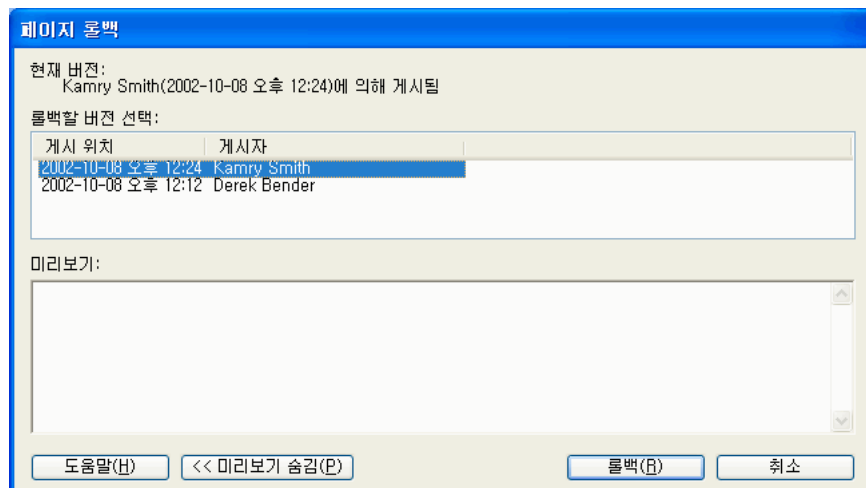 페이지 롤백
현재 버전:
Kamry Smith(2002-10-08 오후 12:24)에 의해 게시됨
롤백할 버전 선택:
게시 위치 게시자
2002-10-08 오후 12:24 Kamry Smith
2002-10-08 오후 12:12 Derek Bender
미리보기:
도움말(H) << 미리보기 숨김(P) 롤백(R) 취소